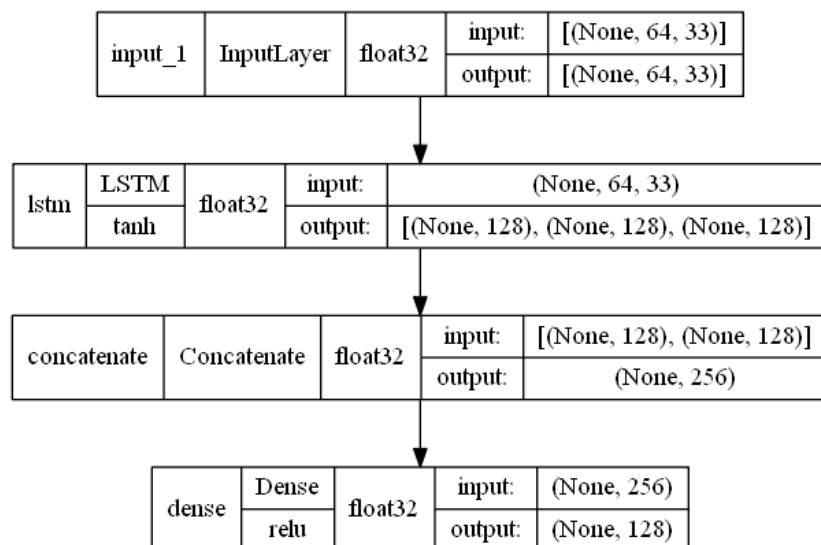 input_1 InputLayer float32 input: [(None, 64, 33)]
output: [(None, 64, 33)]
lstm LSTM float32 input: (None, 64, 33)
tanh output: [(None, 128), (None, 128), (None, 128)]
concatenate Concatenate float32 input: [(None, 128), (None, 128)]
output: (None, 256)
dense Dense float32 input: (None, 256)
relu output: (None, 128)